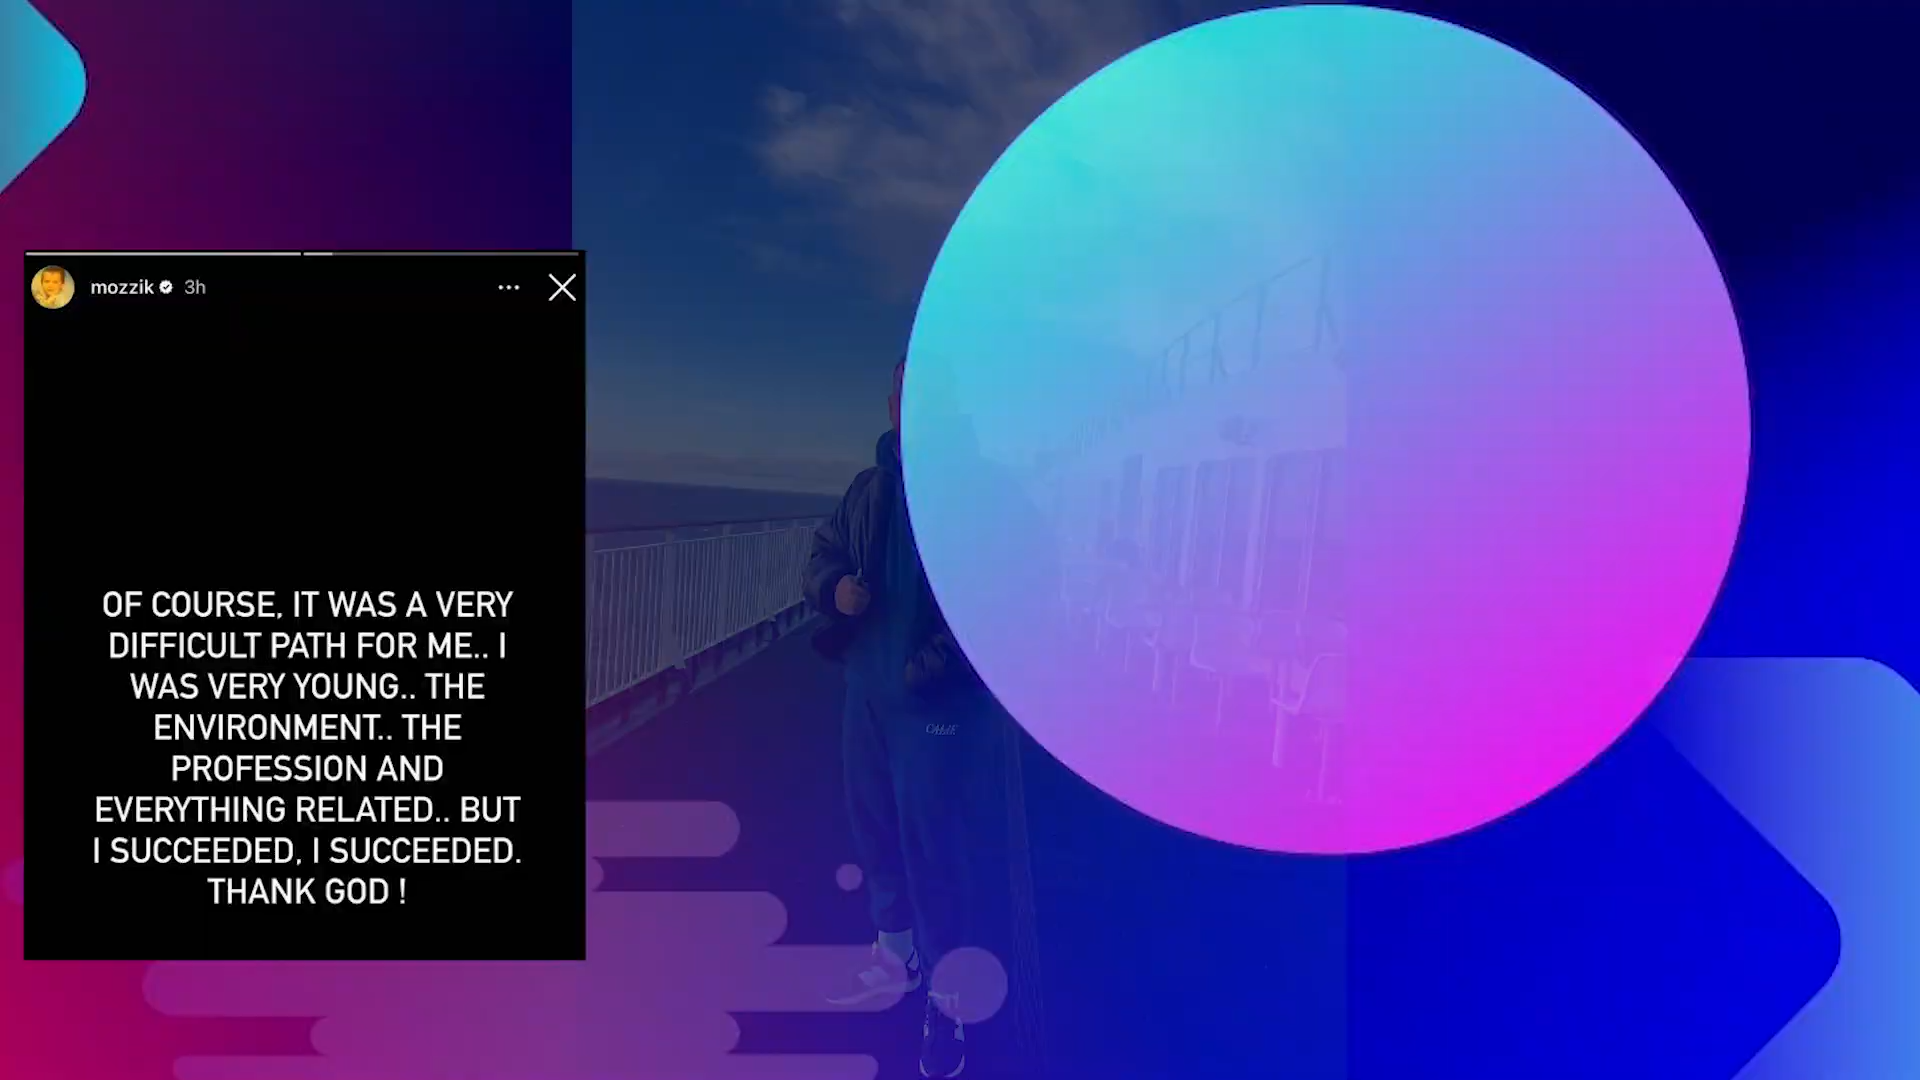 mozzik 3h
OF COURSE, IT WAS A VERY
DIFFICULT PATH FOR ME.. I
WAS VERY YOUNG.. THE
ENVIRONMENT.. THE
PROFESSION AND
EVERYTHING RELATED.. BUT
I SUCCEEDED, I SUCCEEDED.
THANK GOD !